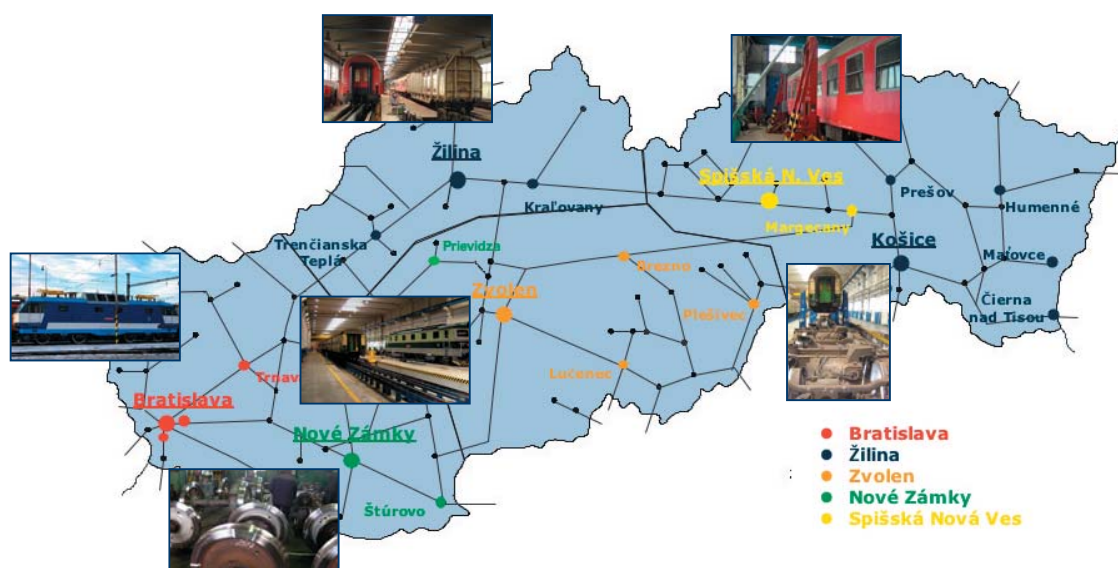 Žilina
Spišská N. Ves
Kraľovany
Prešov
Humenné
Margecany
Trenčianska
Teplá
Prievidza
Košice
Maťovce
Brezno
Zvolen
Čierna
nad Tisou
Plešivec
Lučenec
Trnav
Bratislava
Nové Zámky
Štúrovo
Bratislava
Žilina
Zvolen
Nové Zámky
Spišská Nová Ves